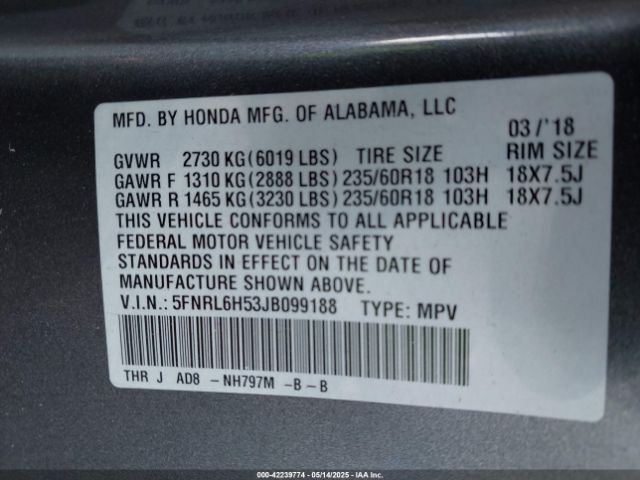 MFD. BY HONDA MFG. OF ALABAMA, LLC
03 / '18
GVWR 2730 KG (6019 LBS) TIRE SIZE RIM SIZE
GAWR F 1310 KG (2888 LBS) 235/60R18 103H 18X7.5J
GAWR R 1465 KG (3230 LBS) 235/60R18 103H 18X7.5J
THIS VEHICLE CONFORMS TO ALL APPLICABLE
FEDERAL MOTOR VEHICLE SAFETY
STANDARDS IN EFFECT ON THE DATE OF
MANUFACTURE SHOWN ABOVE.
V.I.N.: 5FNRL6H53JB099188 TYPE: MPV
THR J AD8 - NH797M - B - B
000-42239774 - 05/14/2025 - IAA, Inc.